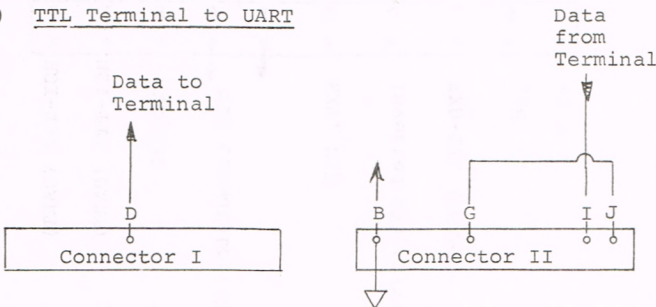 ) TTL Terminal to UART
Data
from
Terminal
Data to
Terminal
D
B G I J
Connector I
Connector II